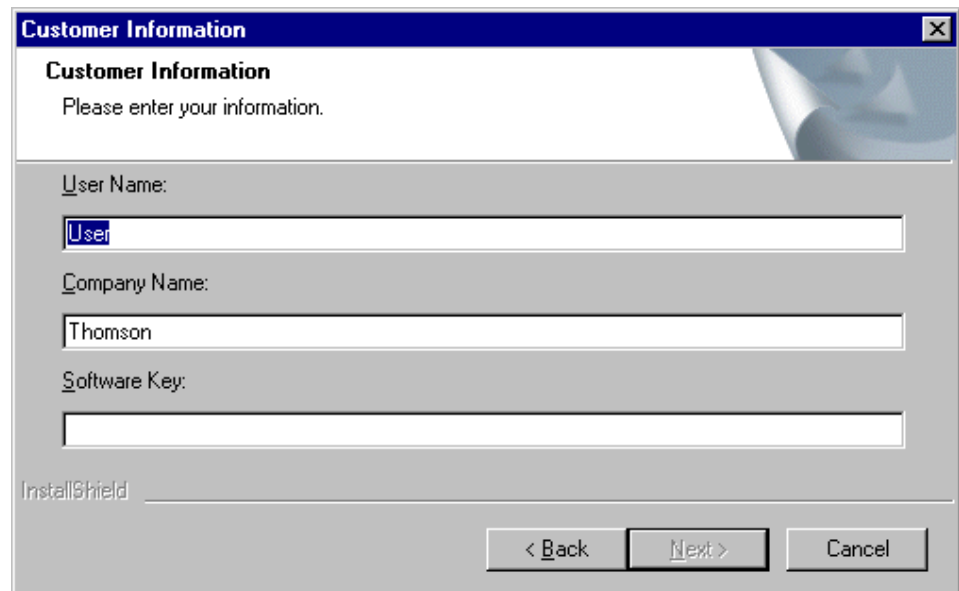 Customer Information
Customer Information
Please enter your information.
User Name:
User
Company Name:
Thomson
Software Key:
InstallShield
< Back Next > Cancel